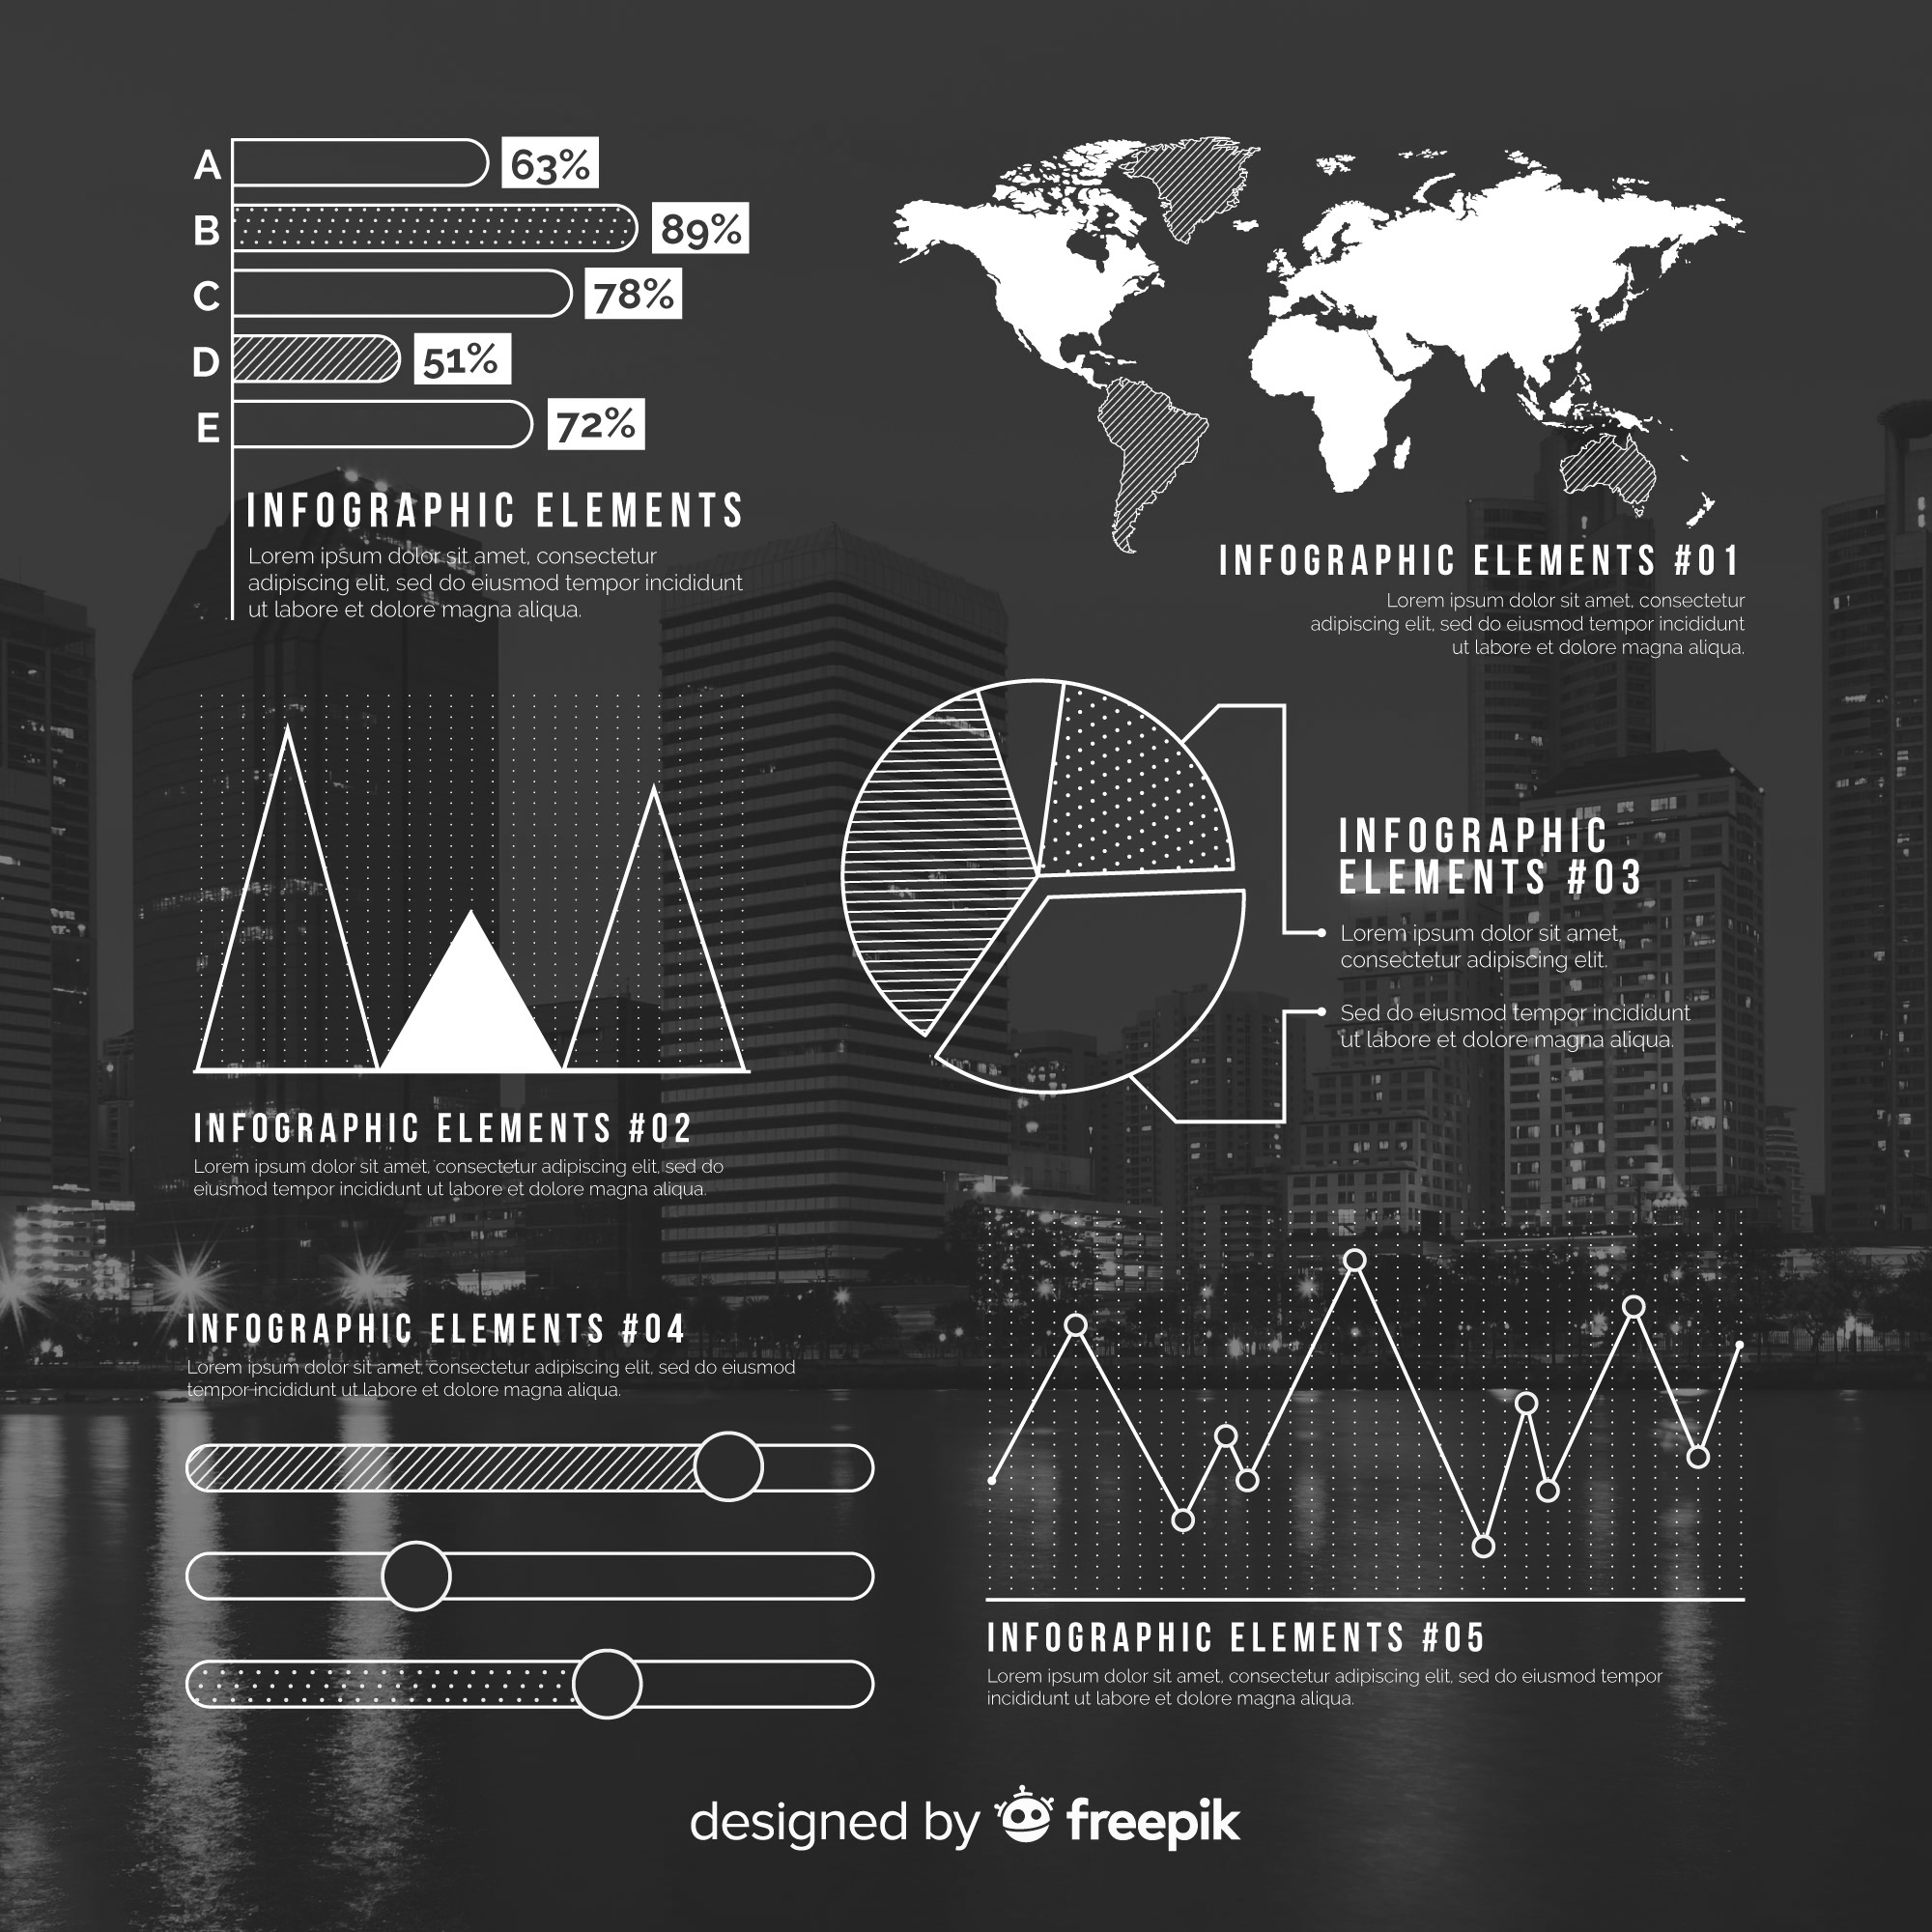 A 63%
B 89%
C 78%
D 51%
E 72%
INFOGRAPHIC ELEMENTS
Lorem ipsum dolor sit amet, consectetur
adipiscing elit, sed do eiusmod tempor incididunt
ut labore et dolore magna aliqua.
INFOGRAPHIC ELEMENTS #01
Lorem ipsum dolor sit amet, consectetur
adipiscing elit, sed do eiusmod tempor incididunt
ut labore et dolore magna aliqua.
INFOGRAPHIC ELEMENTS #02
Lorem ipsum dolor sit amet, consectetur adipiscing elit, sed do
eiusmod tempor incididunt ut labore et dolore magna aliqua.
INFOGRAPHIC
ELEMENTS #03
Lorem ipsum dolor sit amet,
consectetur adipiscing elit.
Sed do eiusmod tempor incididunt
ut labore et dolore magna aliqua.
INFOGRAPHIC ELEMENTS #04
Lorem ipsum dolor sit amet, consectetur adipiscing elit, sed do eiusmod
tempor incididunt ut labore et dolore magna aliqua.
INFOGRAPHIC ELEMENTS #05
Lorem ipsum dolor sit amet, consectetur adipiscing elit, sed do eiusmod tempor
incididunt ut labore et dolore magna aliqua.
designed by freepik